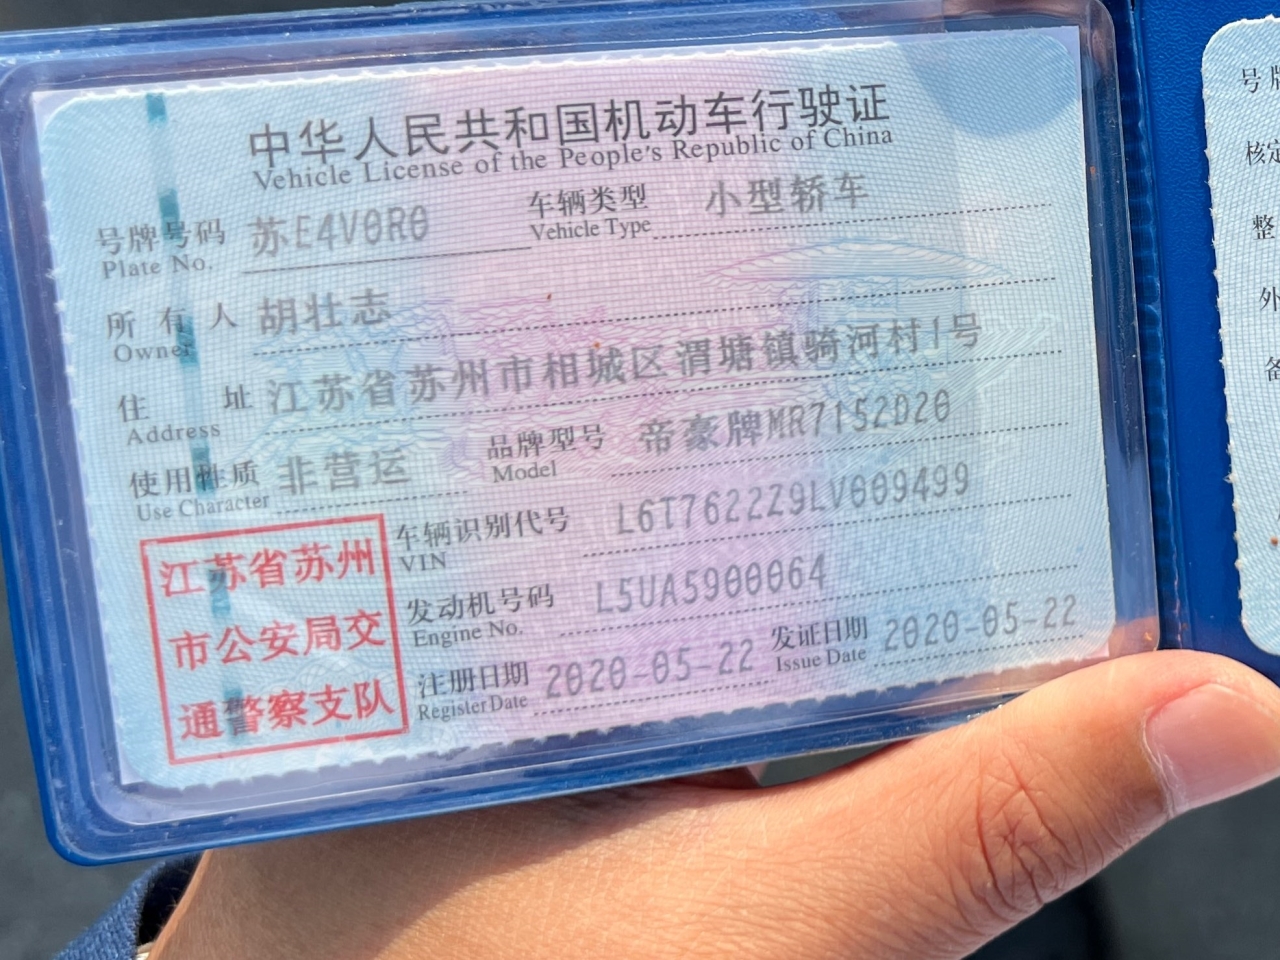 中华人民共和国机动车行驶证
Vehicle License of the People's Republic of China
号牌号码 苏E4V0R0 车辆类型 小型轿车
Plate No. Vehicle Type
所有人 胡壮志
Owner
住址 江苏省苏州市相城区渭塘镇骑河村1号
Address
使用性质 非营运 品牌型号 帝豪牌MR7152D20
Use Character Model
车辆识别代号 L6T7622Z9LV009499
VIN
发动机号码 L5UA5900064
Engine No.
注册日期 2020-05-22 发证日期 2020-05-22
Register Date Issue Date
江苏省苏州
市公安局交
通警察支队
号牌
核定
整
外
备